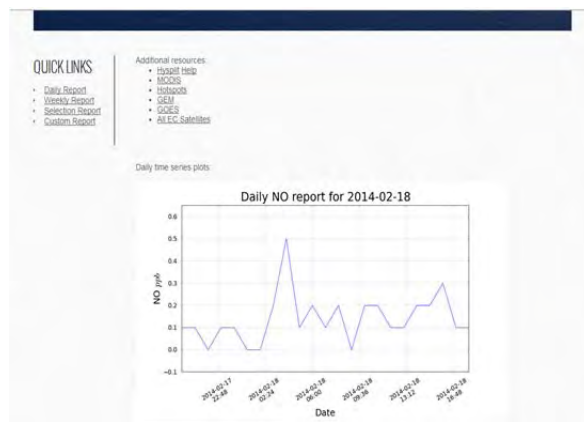 QUICK LINKS
Daily Report
Weekly Report
Selection Report
Custom Report
Additional resources:
Hysplit Help
MODIS
Hotspots
GEM
GOES
All EC Satellites
Daily time series plots:
Daily NO report for 2014-02-18
NO ppb
0.6
0.5
0.4
0.3
0.2
0.1
0.0
−0.1
2014-02-17 22:48
2014-02-18 02:24
2014-02-18 06:00
2014-02-18 09:36
2014-02-18 13:12
2014-02-18 16:48
Date